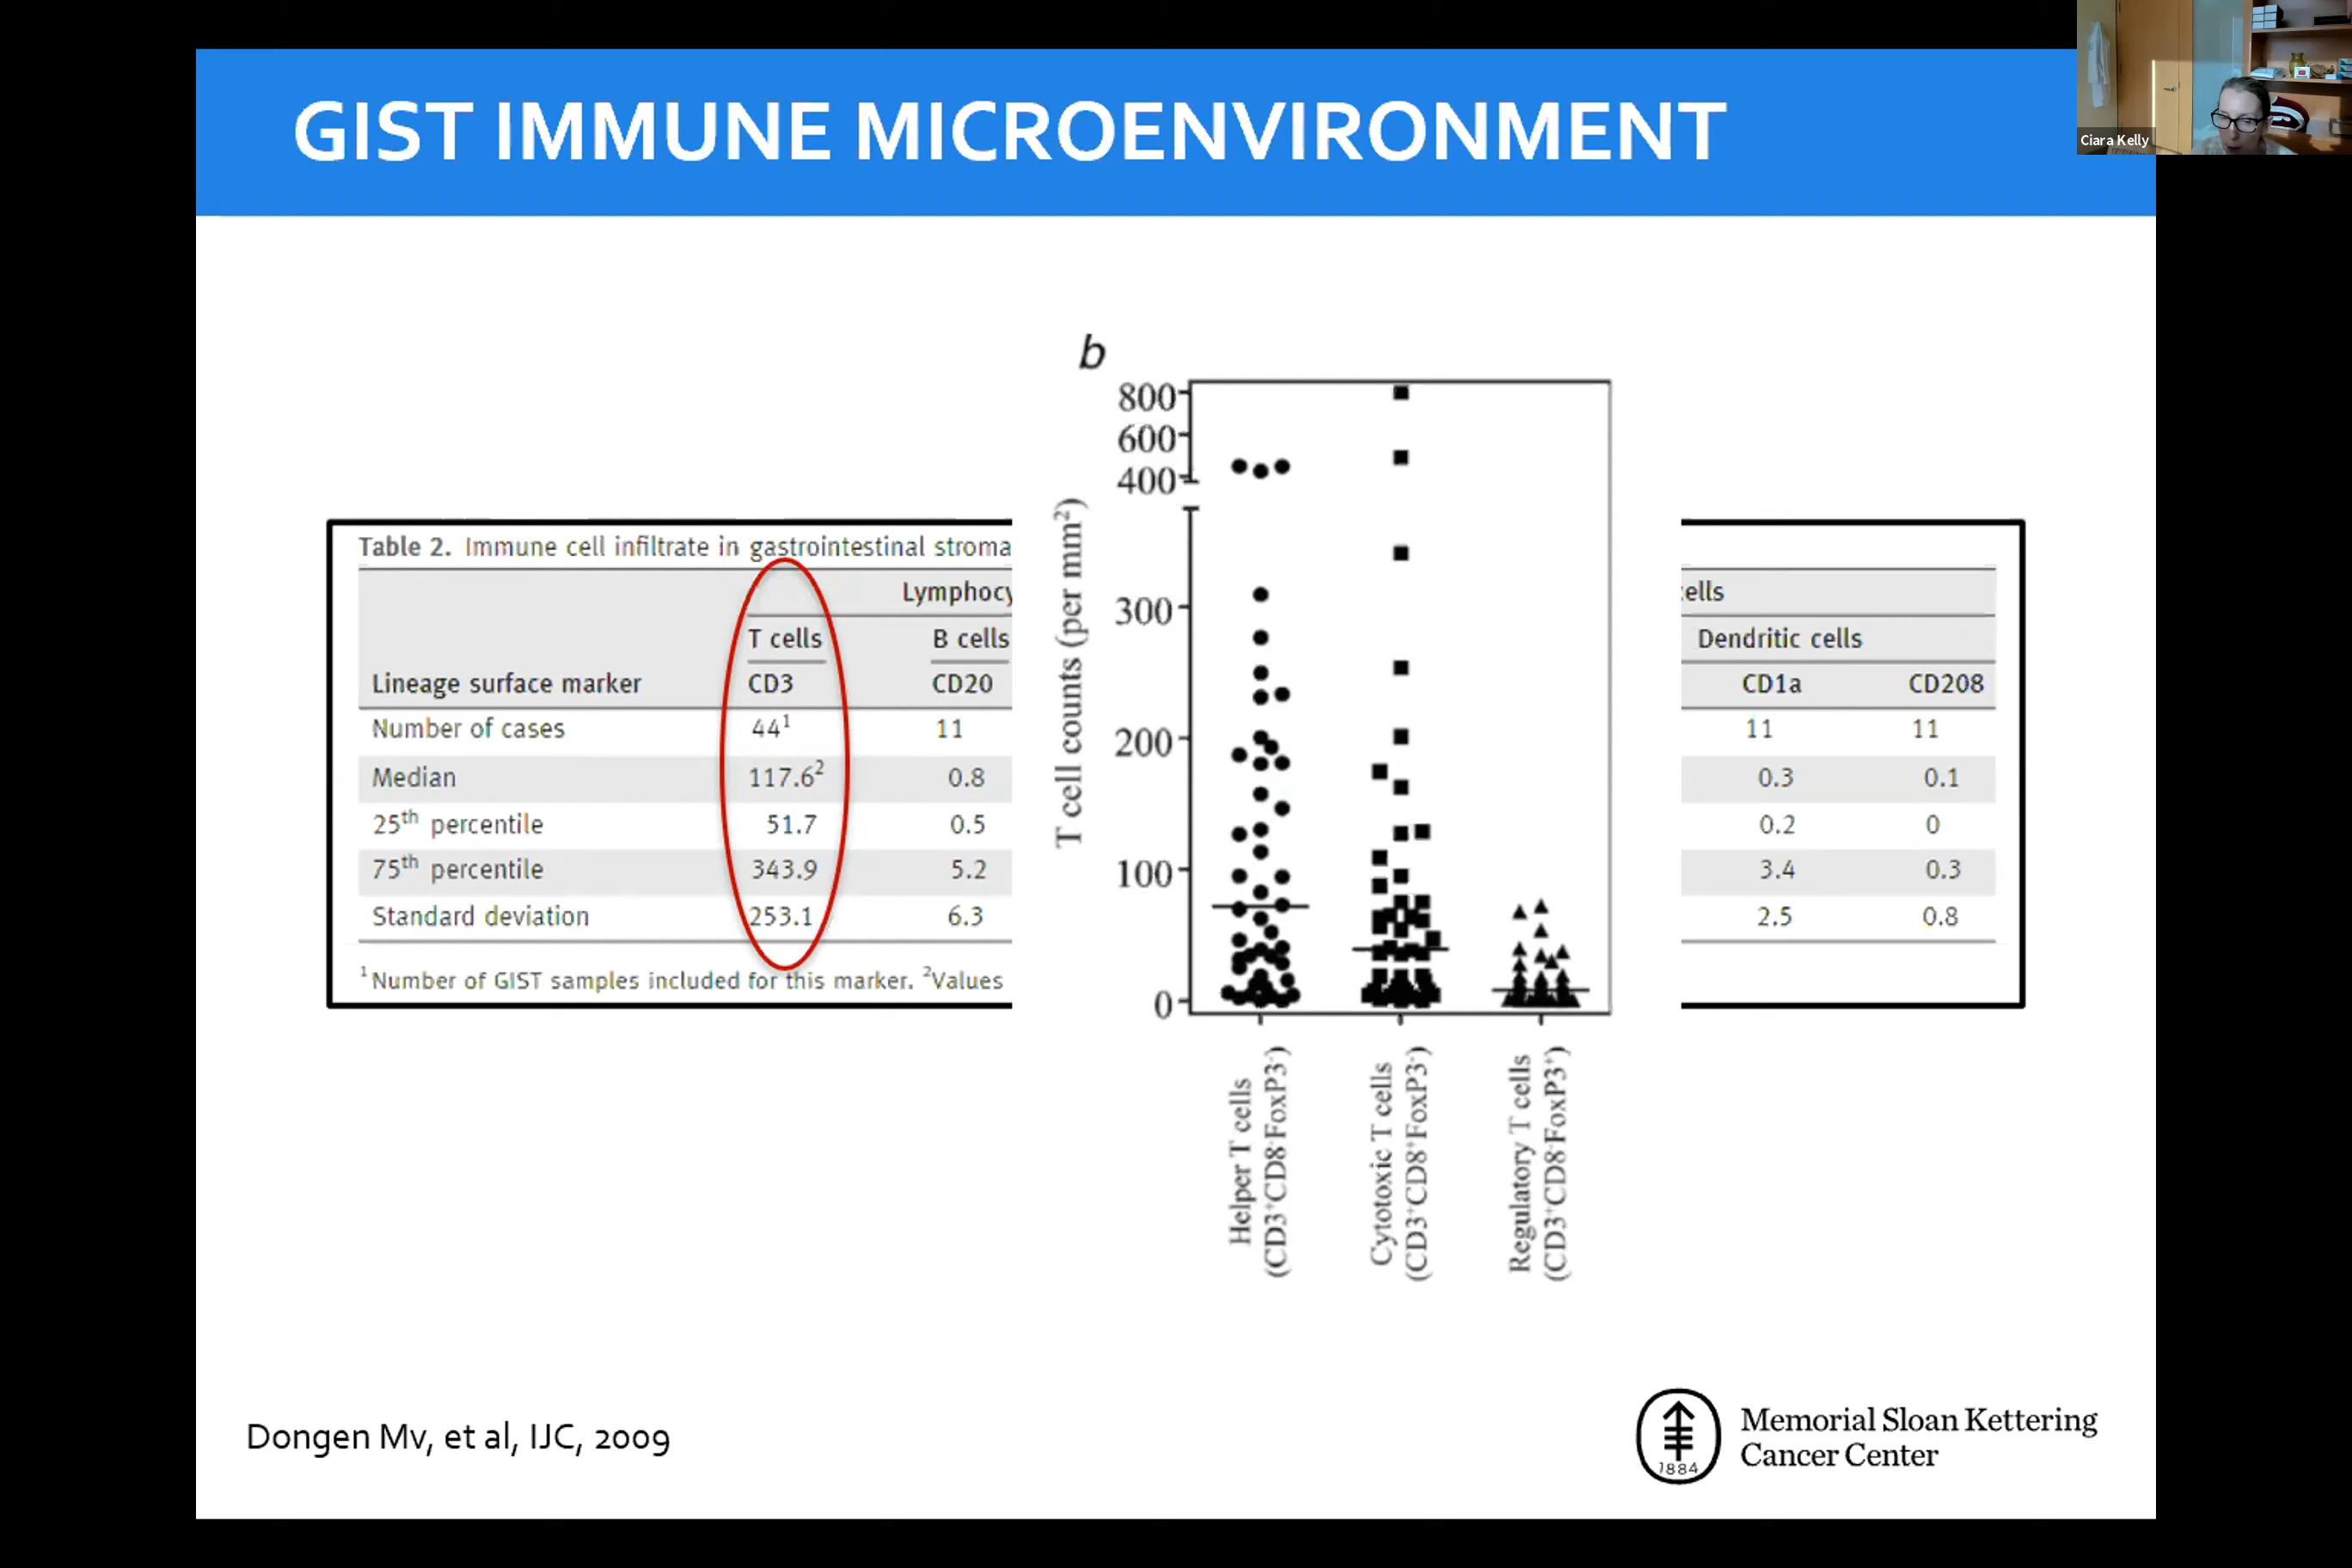 GIST IMMUNE MICROENVIRONMENT
Ciara Kelly
Table 2. Immune cell infiltrate in gastrointestinal stroma
Lymphocy
T cells B cells
Lineage surface marker CD3 CD20
Number of cases 44¹ 11
Median 117.6² 0.8
25th percentile 51.7 0.5
75th percentile 343.9 5.2
Standard deviation 253.1 6.3
¹Number of GIST samples included for this marker. ²Values
b
T cell counts (per mm²)
800
600
400
300
200
100
0
Helper T cells
(CD3⁺CD8⁻FoxP3⁻)
Cytotoxic T cells
(CD3⁺CD8⁺FoxP3⁻)
Regulatory T cells
(CD3⁺CD8⁻FoxP3⁺)
cells
Dendritic cells
CD1a CD208
11 11
0.3 0.1
0.2 0
3.4 0.3
2.5 0.8
Dongen Mv, et al, IJC, 2009
1884
Memorial Sloan Kettering
Cancer Center